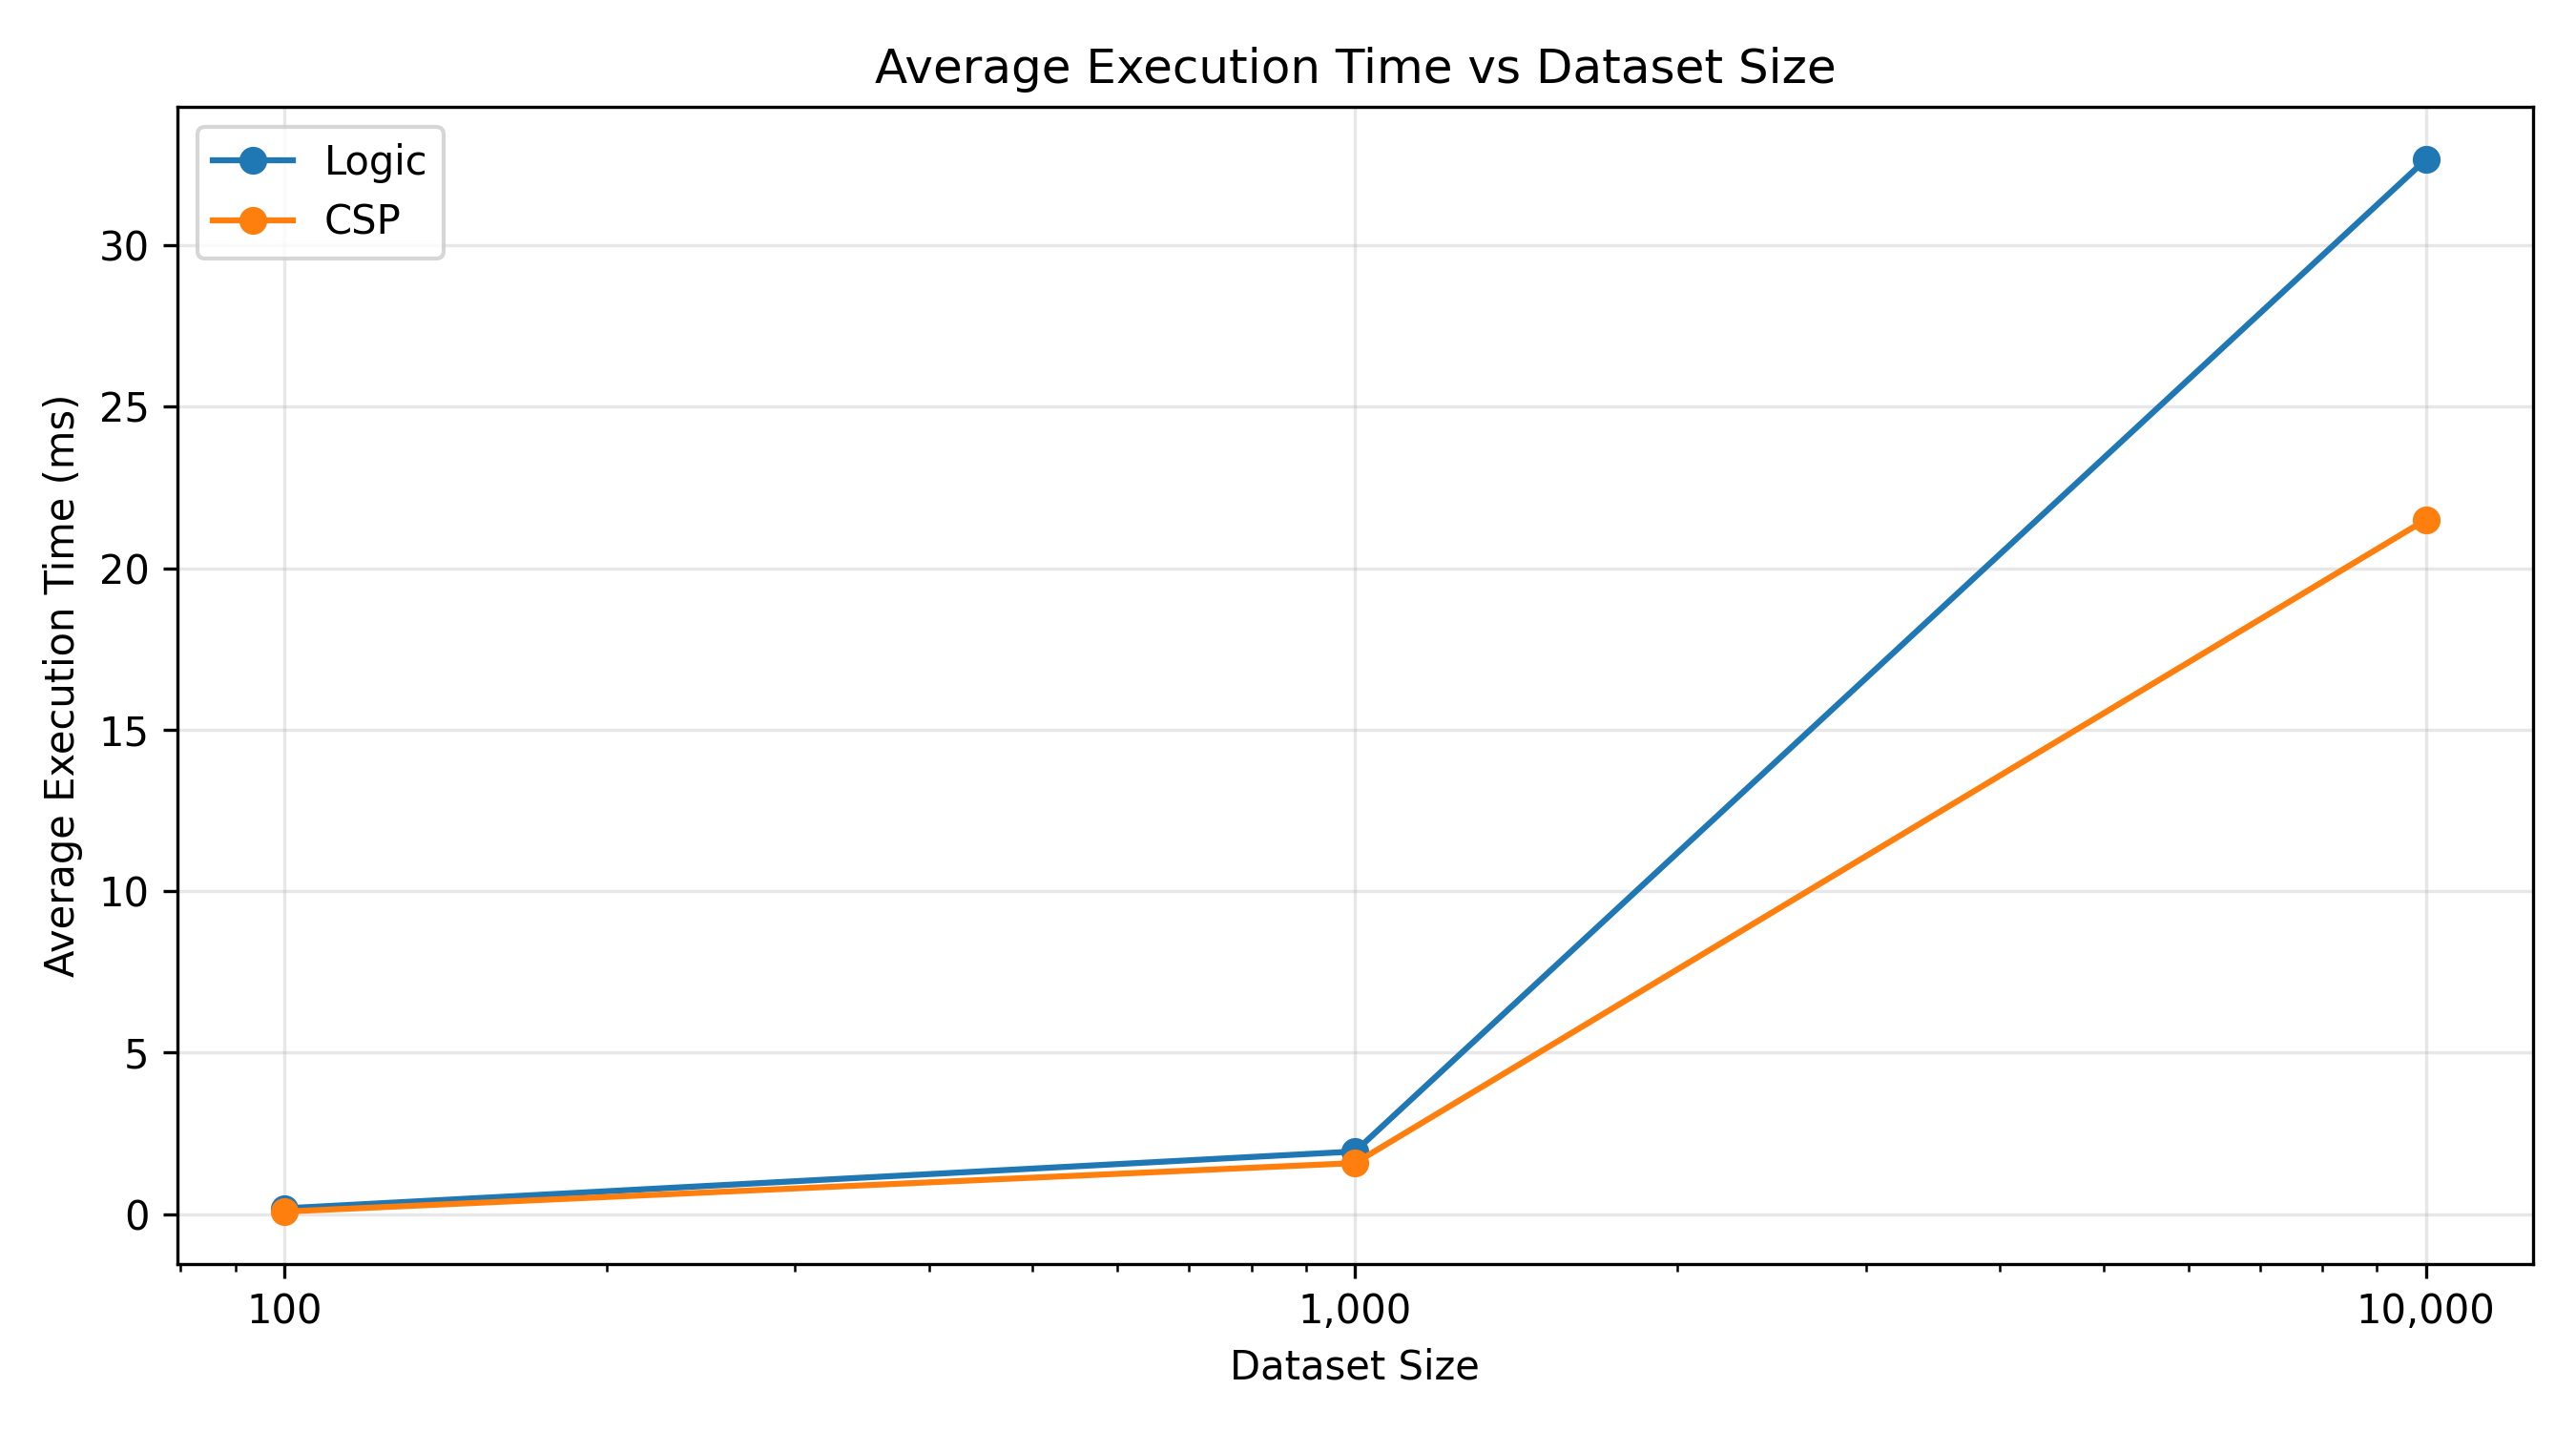 Average Execution Time vs Dataset Size
Logic
CSP
30
25
20
15
10
5
0
Average Execution Time (ms)
100
1,000
10,000
Dataset Size